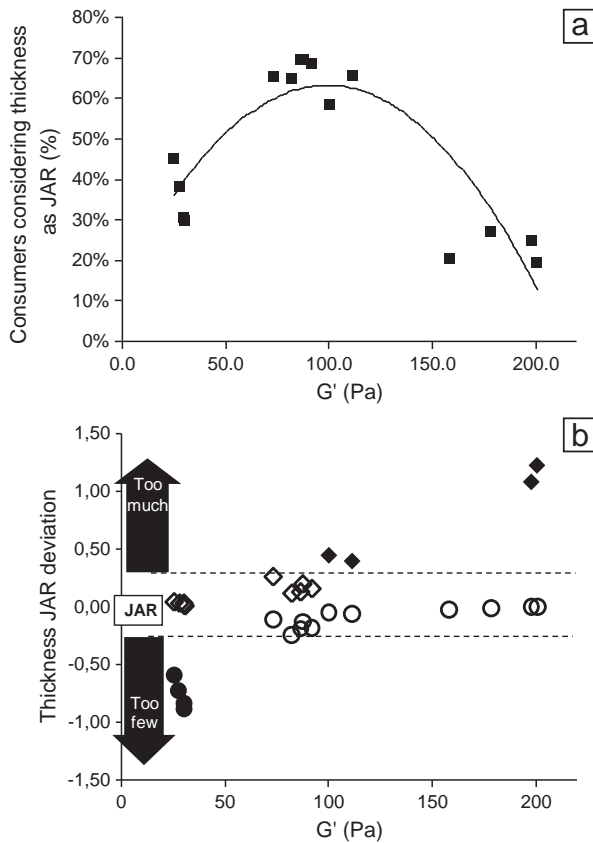 a
80%
70%
60%
50%
40%
30%
20%
10%
0%
Consumers considering thickness
as JAR (%)
0.0
50.0
100.0
150.0
200.0
G' (Pa)
b
1,50
1,00
0,50
0,00
-0,50
-1,00
-1,50
Thickness JAR deviation
Too
much
JAR
Too
few
0
50
100
150
200
G' (Pa)